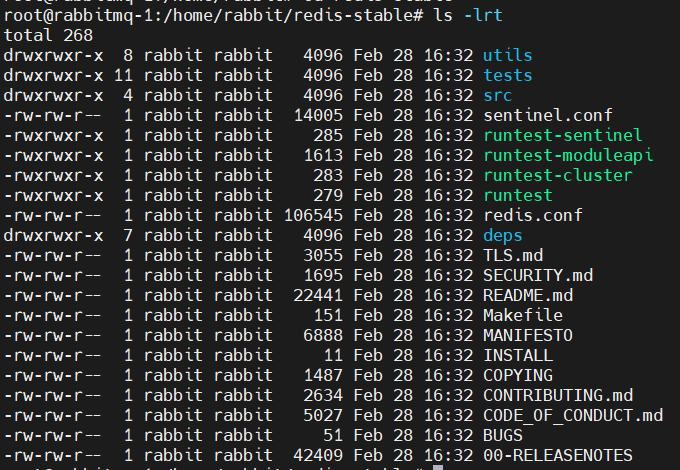 root@rabbitmq-1:/home/rabbit/redis-stable# ls -lrt
total 268
drwxrwxr-x  8 rabbit rabbit   4096 Feb 28 16:32 utils
drwxrwxr-x 11 rabbit rabbit   4096 Feb 28 16:32 tests
drwxrwxr-x  4 rabbit rabbit   4096 Feb 28 16:32 src
-rw-rw-r--  1 rabbit rabbit  14005 Feb 28 16:32 sentinel.conf
-rwxrwxr-x  1 rabbit rabbit    285 Feb 28 16:32 runtest-sentinel
-rwxrwxr-x  1 rabbit rabbit   1613 Feb 28 16:32 runtest-moduleapi
-rwxrwxr-x  1 rabbit rabbit    283 Feb 28 16:32 runtest-cluster
-rwxrwxr-x  1 rabbit rabbit    279 Feb 28 16:32 runtest
-rw-rw-r--  1 rabbit rabbit 106545 Feb 28 16:32 redis.conf
drwxrwxr-x  7 rabbit rabbit   4096 Feb 28 16:32 deps
-rw-rw-r--  1 rabbit rabbit   3055 Feb 28 16:32 TLS.md
-rw-rw-r--  1 rabbit rabbit   1695 Feb 28 16:32 SECURITY.md
-rw-rw-r--  1 rabbit rabbit  22441 Feb 28 16:32 README.md
-rw-rw-r--  1 rabbit rabbit    151 Feb 28 16:32 Makefile
-rw-rw-r--  1 rabbit rabbit   6888 Feb 28 16:32 MANIFESTO
-rw-rw-r--  1 rabbit rabbit     11 Feb 28 16:32 INSTALL
-rw-rw-r--  1 rabbit rabbit   1487 Feb 28 16:32 COPYING
-rw-rw-r--  1 rabbit rabbit   2634 Feb 28 16:32 CONTRIBUTING.md
-rw-rw-r--  1 rabbit rabbit   5027 Feb 28 16:32 CODE_OF_CONDUCT.md
-rw-rw-r--  1 rabbit rabbit     51 Feb 28 16:32 BUGS
-rw-rw-r--  1 rabbit rabbit  42409 Feb 28 16:32 00-RELEASENOTES